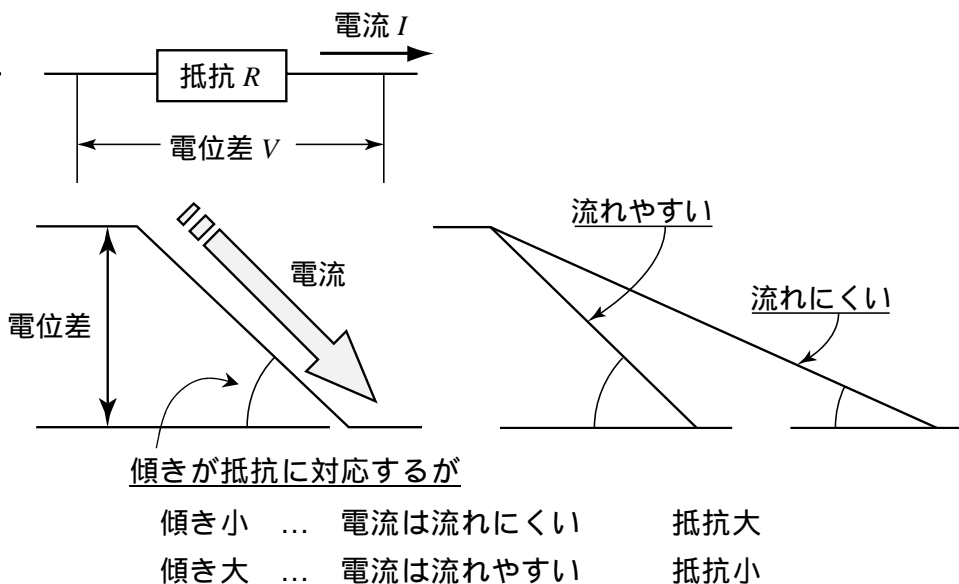 電流 I
抵抗 R
電位差 V
流れやすい
電流
流れにくい
電位差
傾きが抵抗に対応するが
傾き小 … 電流は流れにくい 抵抗大
傾き大 … 電流は流れやすい 抵抗小